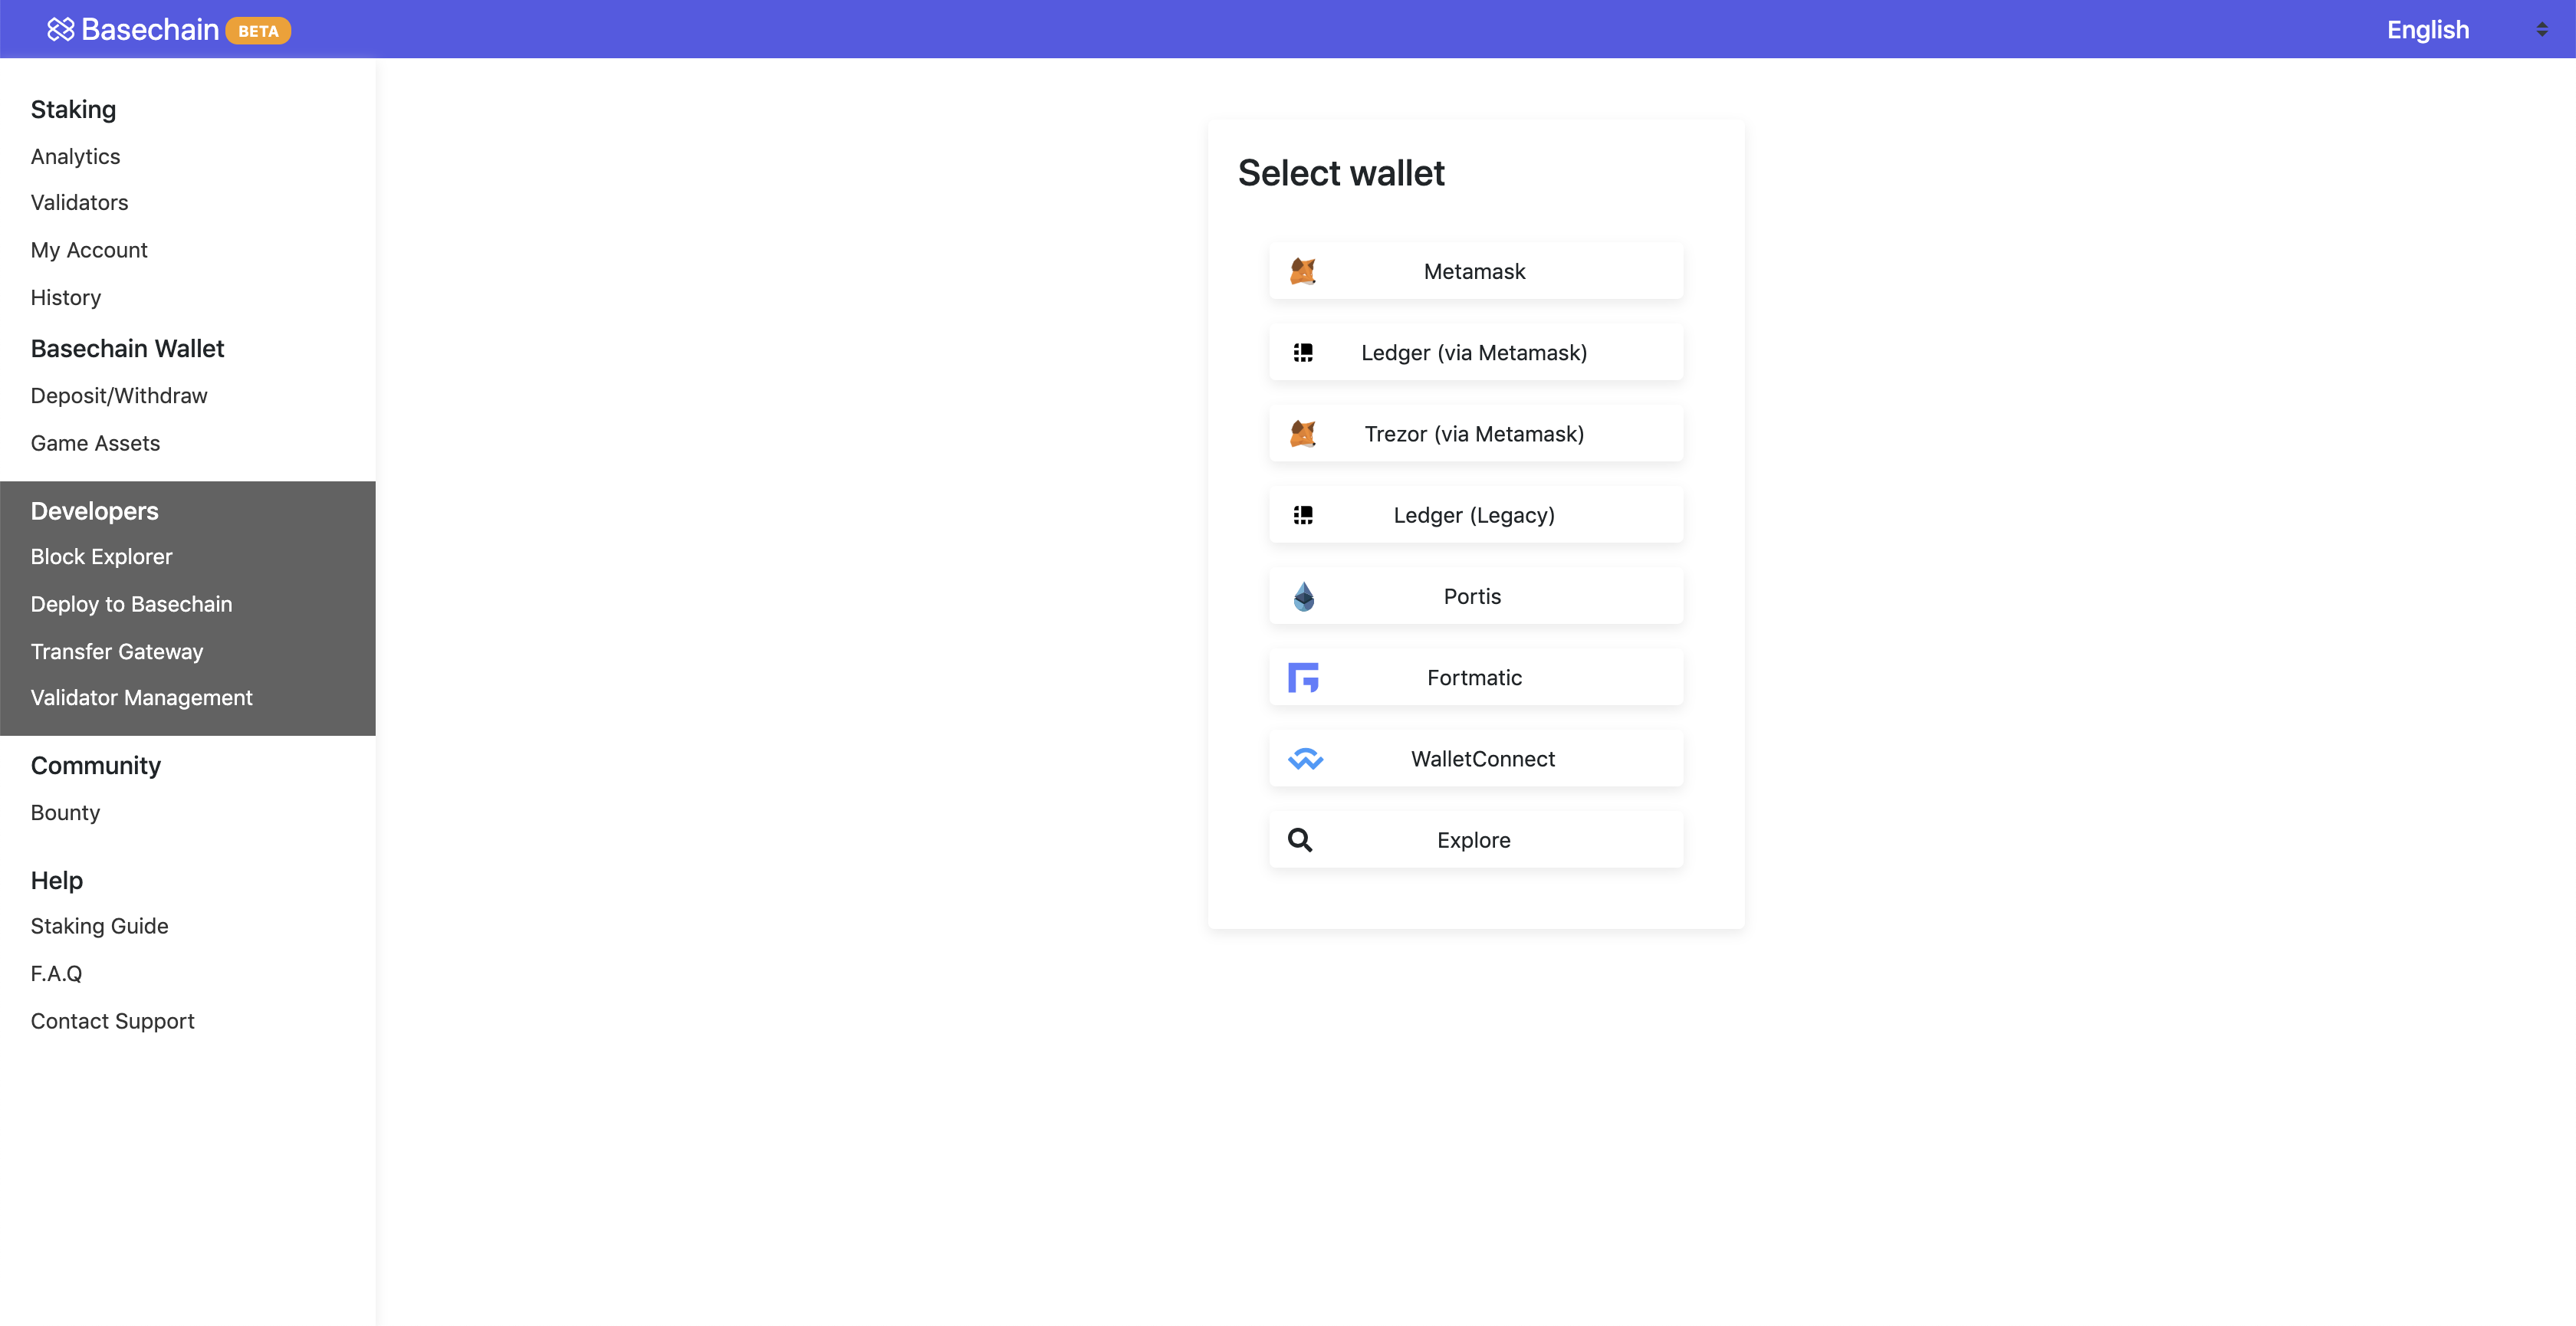 Basechain BETA
English
Staking
Analytics
Validators
My Account
History
Basechain Wallet
Deposit/Withdraw
Game Assets
Developers
Block Explorer
Deploy to Basechain
Transfer Gateway
Validator Management
Community
Bounty
Help
Staking Guide
F.A.Q
Contact Support
Select wallet
Metamask
Ledger (via Metamask)
Trezor (via Metamask)
Ledger (Legacy)
Portis
Fortmatic
WalletConnect
Explore